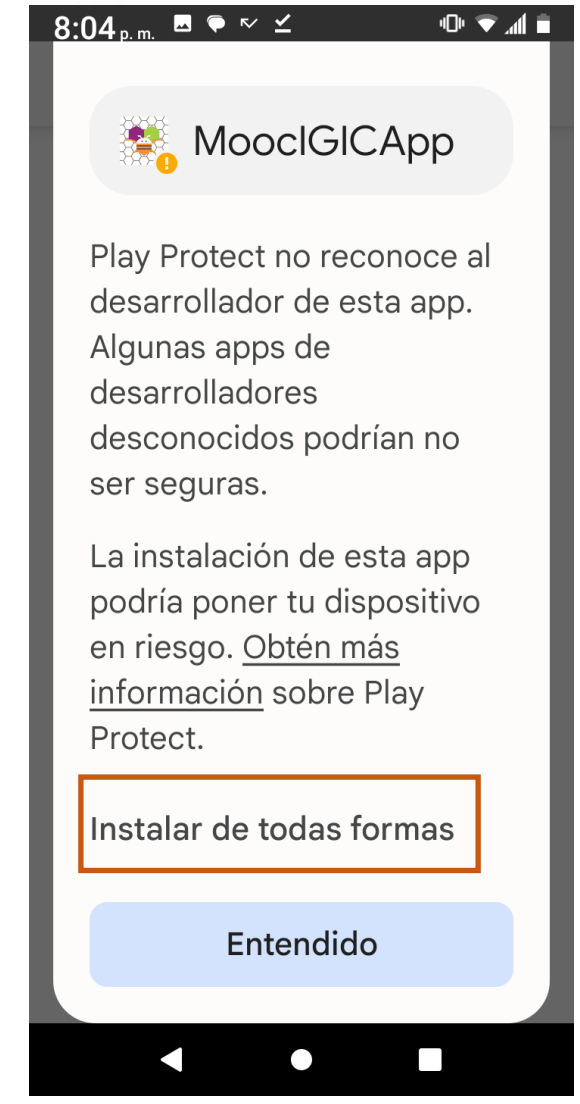 8:04 p. m.
MoocIGICApp
Play Protect no reconoce al
desarrollador de esta app.
Algunas apps de
desarrolladores
desconocidos podrían no
ser seguras.
La instalación de esta app
podría poner tu dispositivo
en riesgo. Obtén más
información sobre Play
Protect.
Instalar de todas formas
Entendido